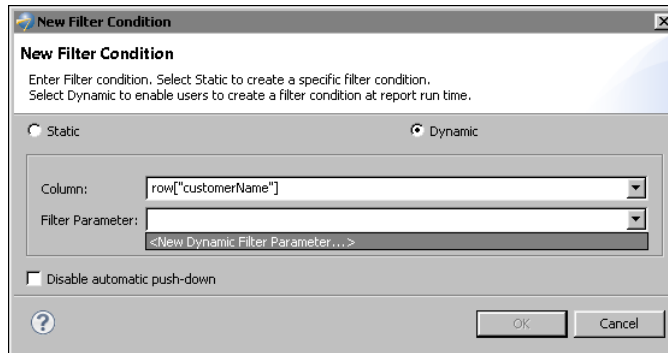 New Filter Condition
New Filter Condition
Enter Filter condition. Select Static to create a specific filter condition.
Select Dynamic to enable users to create a filter condition at report run time.
Static
Dynamic
Column:
row["customerName"]
Filter Parameter:
<New Dynamic Filter Parameter...>
Disable automatic push-down
?
OK
Cancel